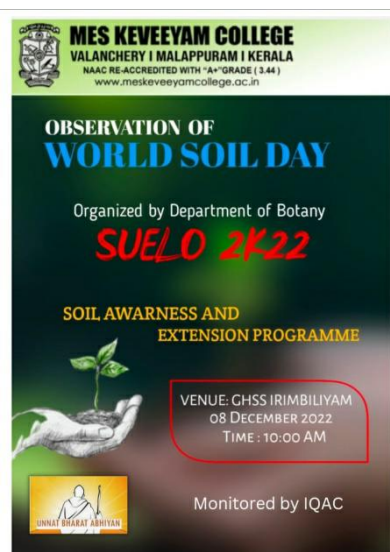 MES KEVEEYAM COLLEGE
VALANCHERY I MALAPPURAM I KERALA
NAAC RE-ACCREDITED WITH "A+"GRADE ( 3.44 )
www.meskeveeyamcollege.ac.in
OBSERVATION OF
WORLD SOIL DAY
Organized by Department of Botany
SUELO 2K22
SOIL AWARNESS AND
EXTENSION PROGRAMME
VENUE: GHSS IRIMBILIYAM
08 DECEMBER 2022
TIME : 10:00 AM
UNNAT BHARAT ABHIYAN
Monitored by IQAC